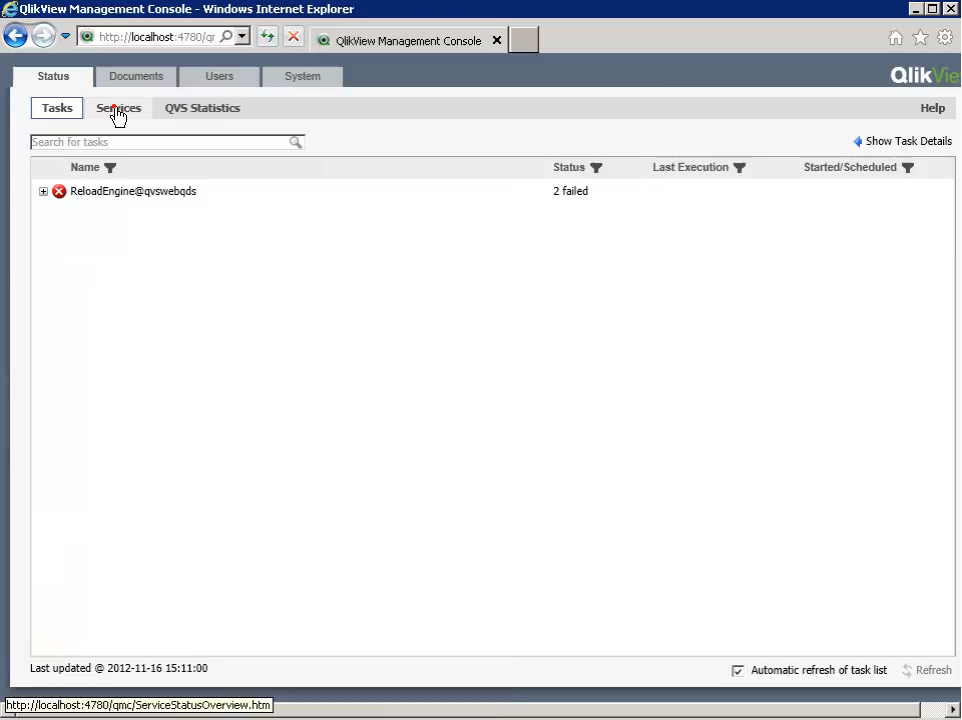 QlikView Management Console - Windows Internet Explorer
http://localhost:4780/qr
QlikView Management Console
Status
Documents
Users
System
QlikVie
Tasks
Services
QVS Statistics
Help
Search for tasks
Show Task Details
Name
Status
Last Execution
Started/Scheduled
ReloadEngine@qvswebqds
2 failed
Last updated @ 2012-11-16 15:11:00
Automatic refresh of task list
Refresh
http://localhost:4780/qmc/ServiceStatusOverview.htm